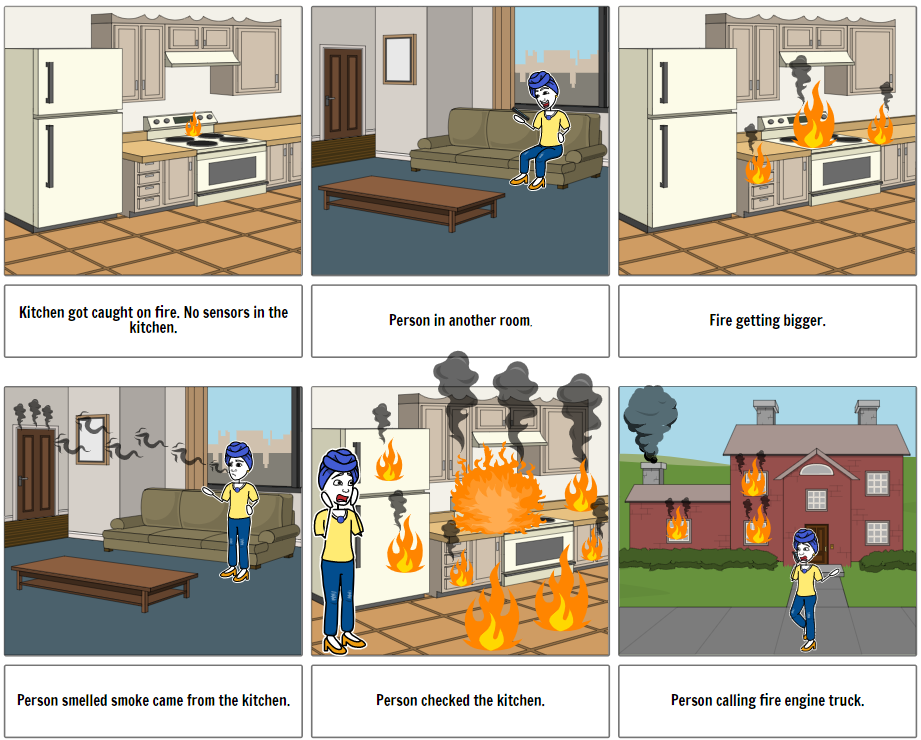 Kitchen got caught on fire. No sensors in the
kitchen.
Person in another room.
Fire getting bigger.
Person smelled smoke came from the kitchen.
Person checked the kitchen.
Person calling fire engine truck.